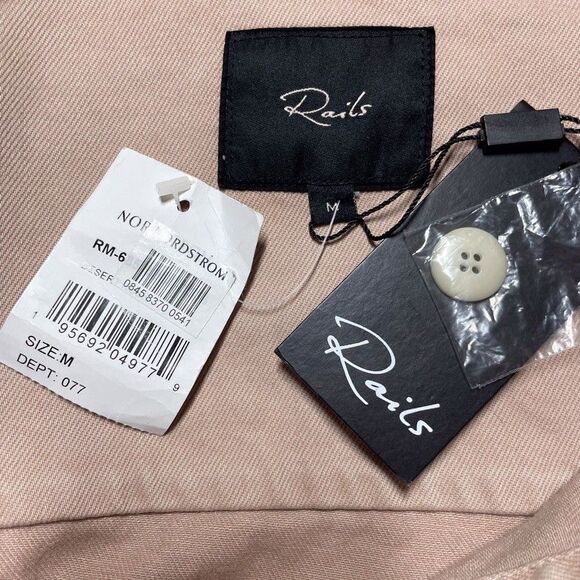 Rails
M
NORDSTROM
RM-6
0845 8370 0541
1 95692 04977 9
SIZE:M
DEPT: 077
Rails